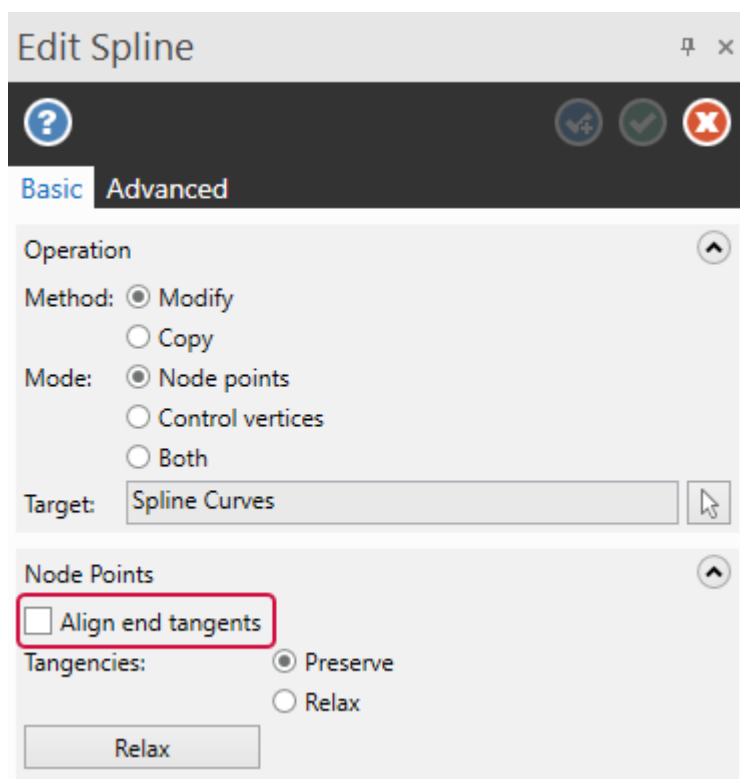 Edit Spline
Basic Advanced
Operation
Method: Modify
Copy
Mode: Node points
Control vertices
Both
Target: Spline Curves
Node Points
Align end tangents
Tangencies: Preserve
Relax
Relax